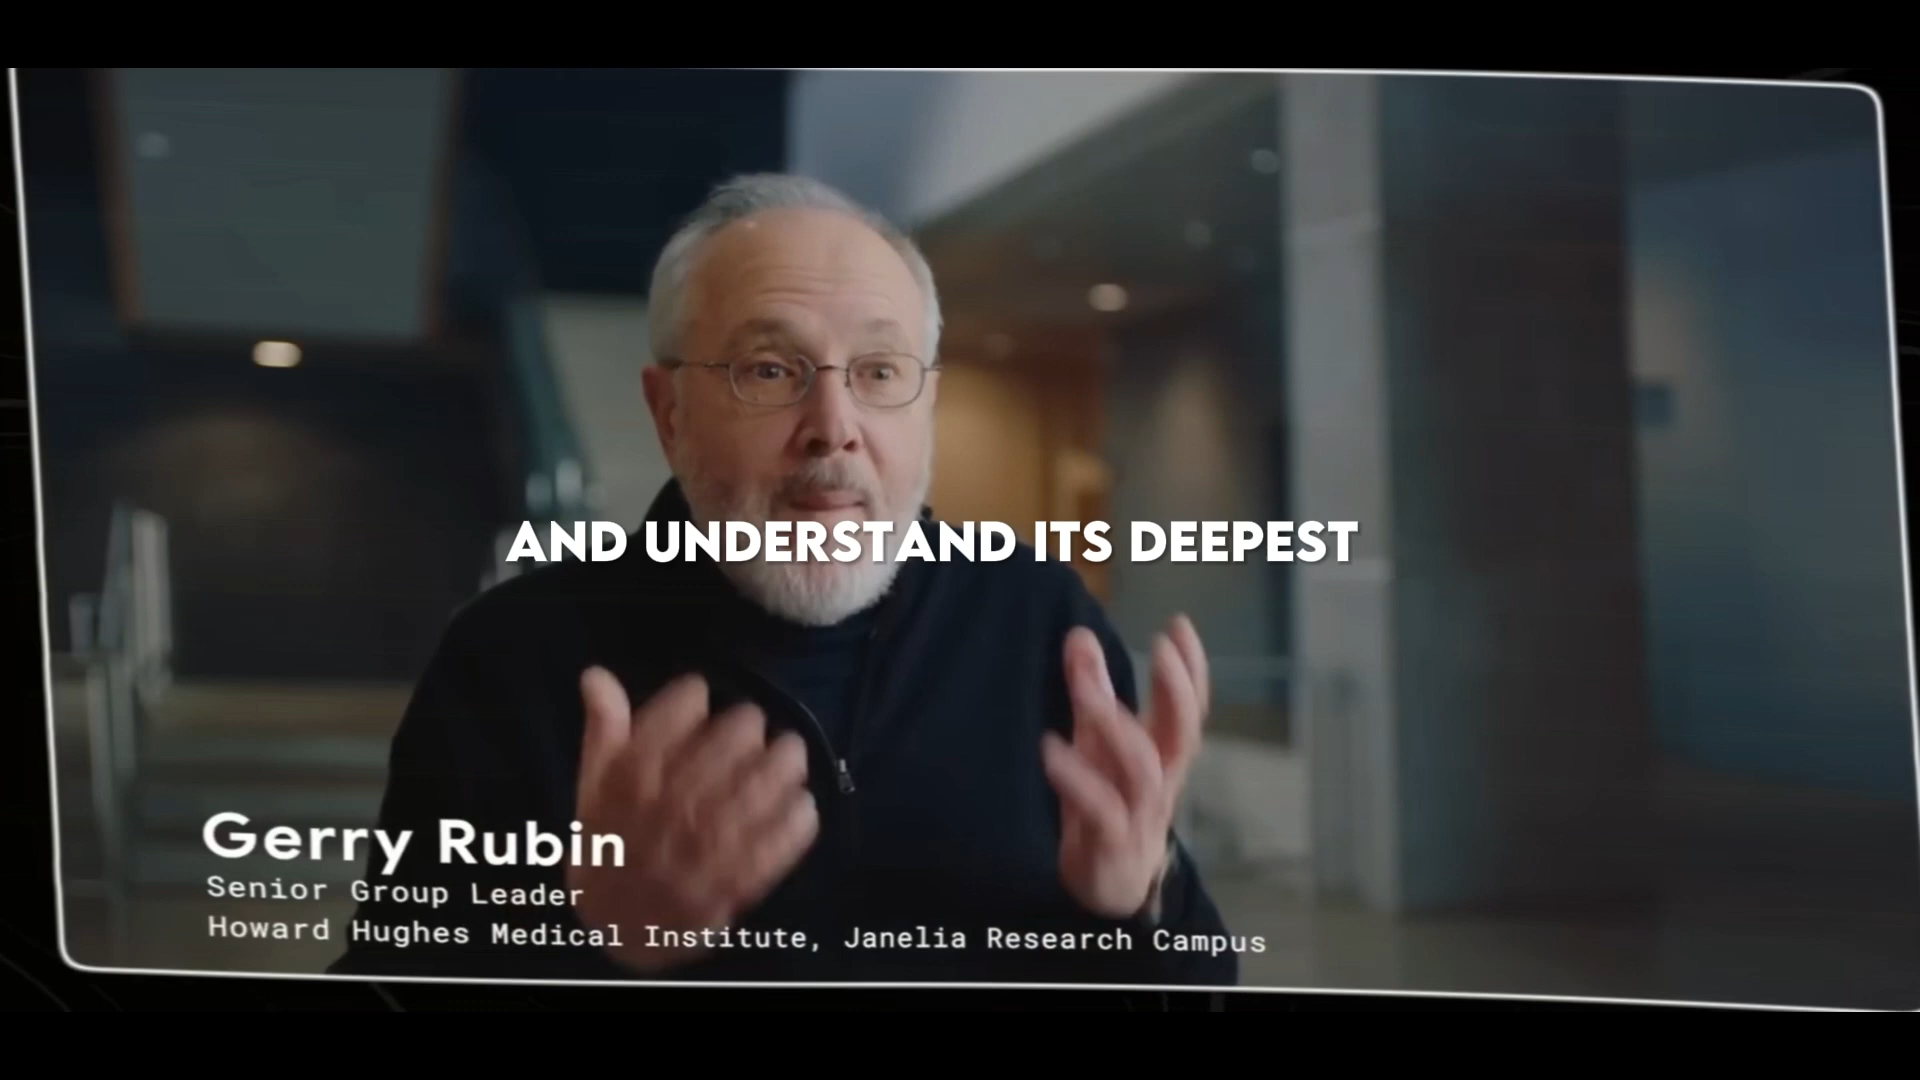 AND UNDERSTAND ITS DEEPEST
Gerry Rubin
Senior Group Leader
Howard Hughes Medical Institute, Janelia Research Campus